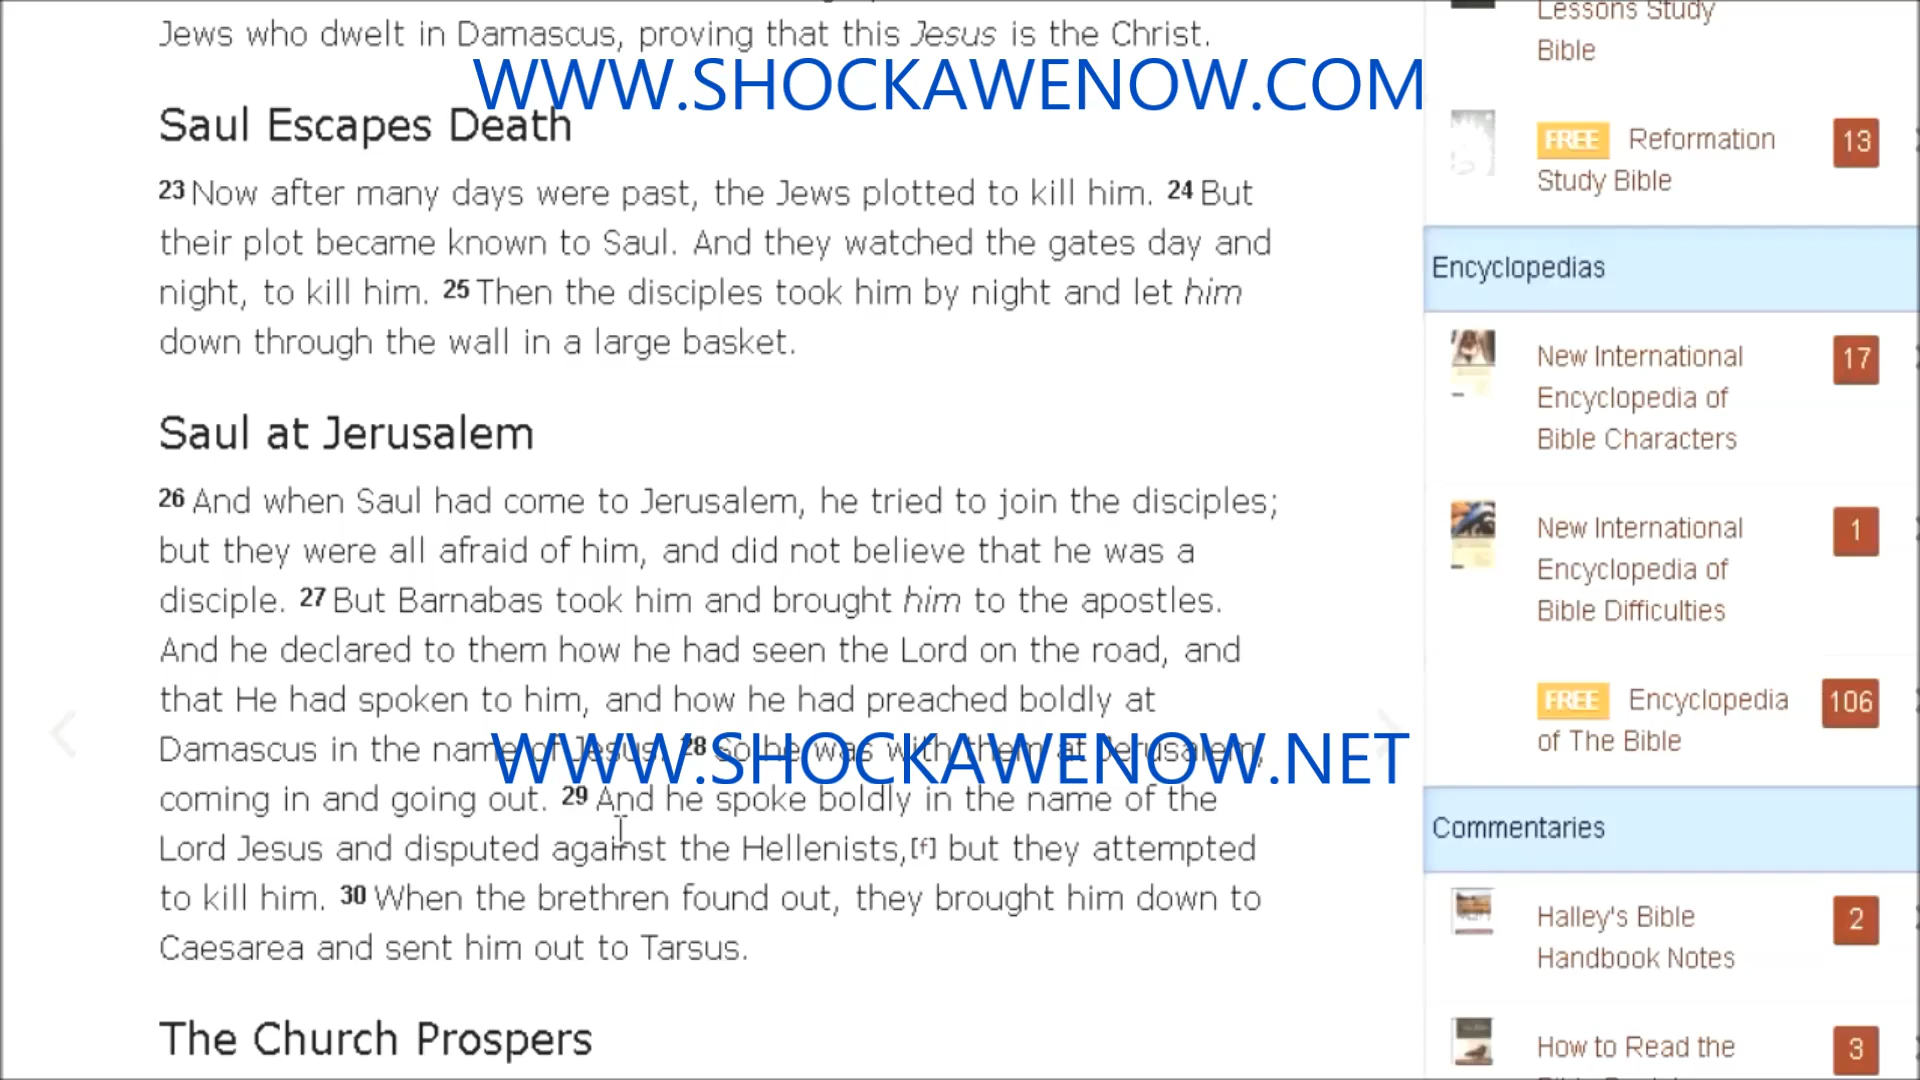 Jews who dwelt in Damascus, proving that this Jesus is the Christ.
WWW.SHOCKAWENOW.COM
Saul Escapes Death
23 Now after many days were past, the Jews plotted to kill him. 24 But
their plot became known to Saul. And they watched the gates day and
night, to kill him. 25 Then the disciples took him by night and let him
down through the wall in a large basket.
Saul at Jerusalem
26 And when Saul had come to Jerusalem, he tried to join the disciples;
but they were all afraid of him, and did not believe that he was a
disciple. 27 But Barnabas took him and brought him to the apostles.
And he declared to them how he had seen the Lord on the road, and
that He had spoken to him, and how he had preached boldly at
Damascus in the name of Jesus. 28 So he was with them at Jerusalem,
WWW.SHOCKAWENOW.NET
coming in and going out. 29 And he spoke boldly in the name of the
Lord Jesus and disputed against the Hellenists,[f] but they attempted
to kill him. 30 When the brethren found out, they brought him down to
Caesarea and sent him out to Tarsus.
The Church Prospers
Lessons Study
Bible
FREE Reformation 13
Study Bible
Encyclopedias
New International 17
Encyclopedia of
Bible Characters
New International 1
Encyclopedia of
Bible Difficulties
FREE Encyclopedia 106
of The Bible
Commentaries
Halley's Bible 2
Handbook Notes
How to Read the 3